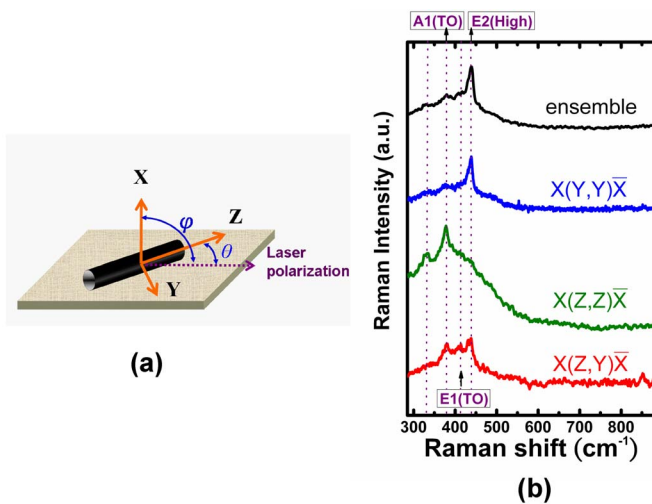 X
φ
Z
θ
Laser
polarization
Y
(a)
A1(TO)
E2(High)
ensemble
X(Y,Y)X̅
X(Z,Z)X̅
X(Z,Y)X̅
E1(TO)
Raman Intensity (a.u.)
300 400 500 600 700 800
Raman shift (cm⁻¹)
(b)